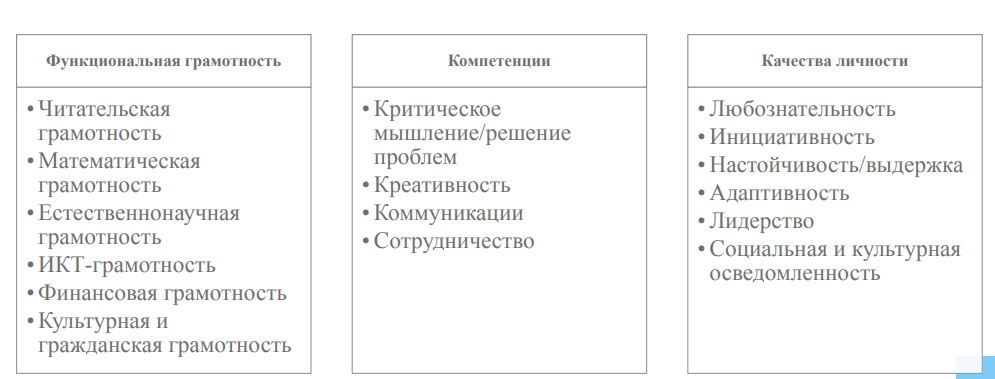 Функциональная грамотность
• Читательская
грамотность
• Математическая
грамотность
• Естественнонаучная
грамотность
• ИКТ-грамотность
• Финансовая грамотность
• Культурная и
гражданская грамотность
Компетенции
• Критическое
мышление/решение
проблем
• Креативность
• Коммуникации
• Сотрудничество
Качества личности
• Любознательность
• Инициативность
• Настойчивость/выдержка
• Адаптивность
• Лидерство
• Социальная и культурная
осведомленность